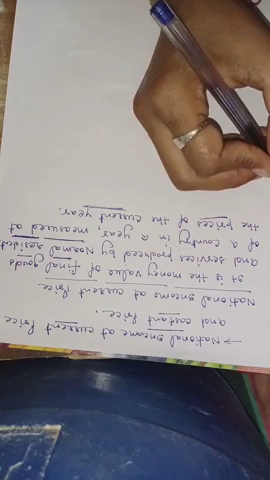 → National income at current Price
and constant Price.
National income at current Price.
It is the money value of final goods
and services produced by Normal resident
of a country in a year, measured at
the prices of the current year.